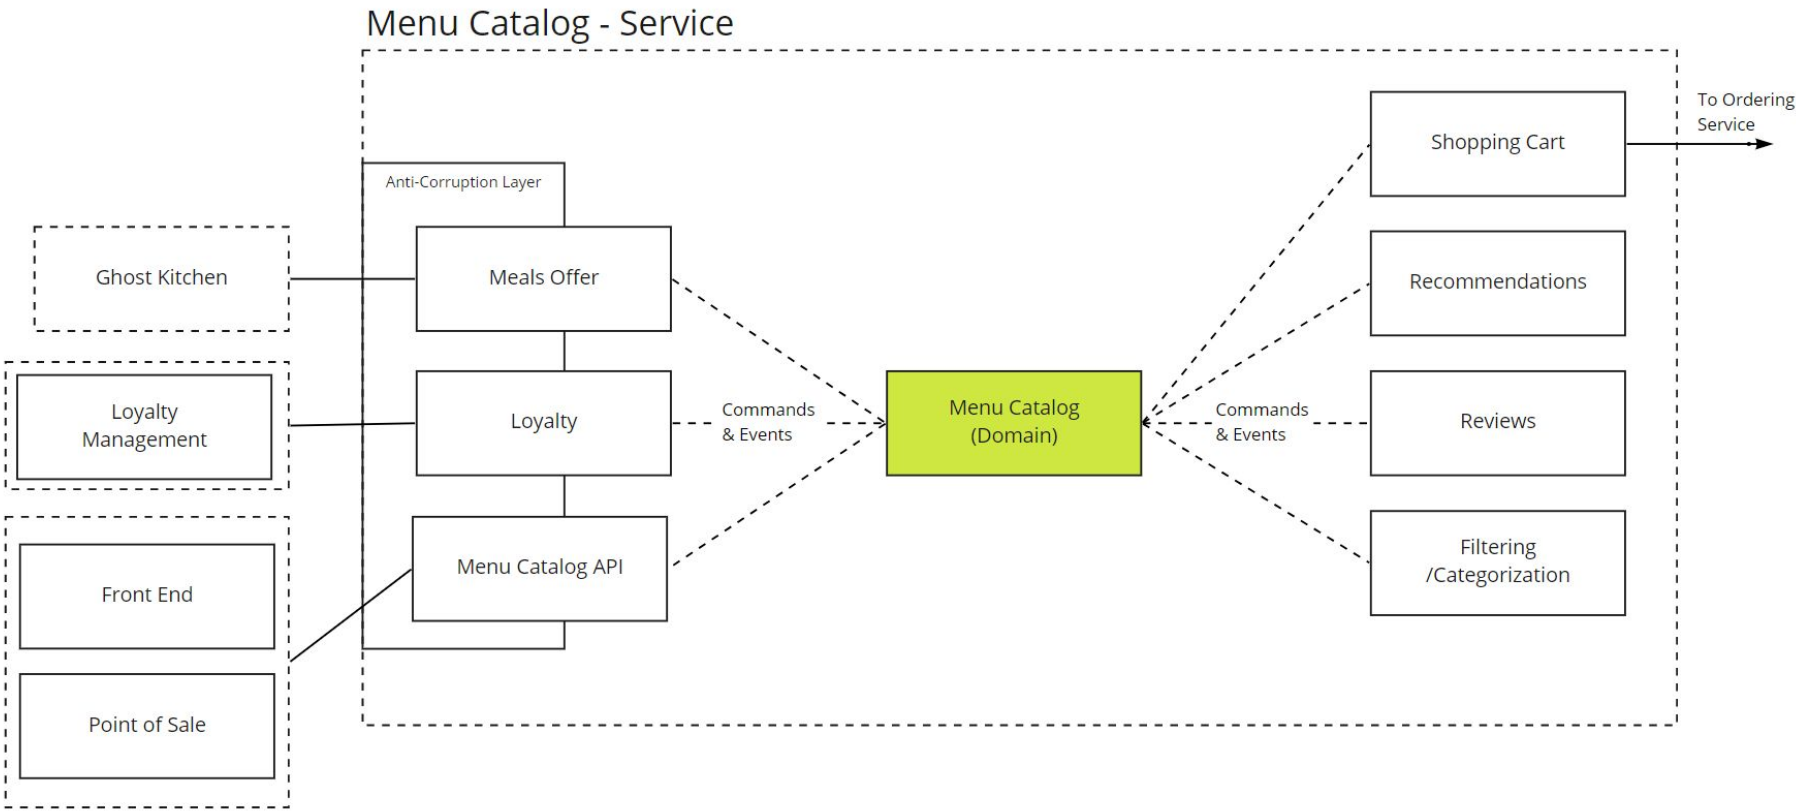 Menu Catalog - Service
To Ordering
Service
Shopping Cart
Anti-Corruption Layer
Ghost Kitchen
Meals Offer
Recommendations
Loyalty
Management
Loyalty
Commands
& Events
Menu Catalog
(Domain)
Commands
& Events
Reviews
Front End
Menu Catalog API
Filtering
/Categorization
Point of Sale